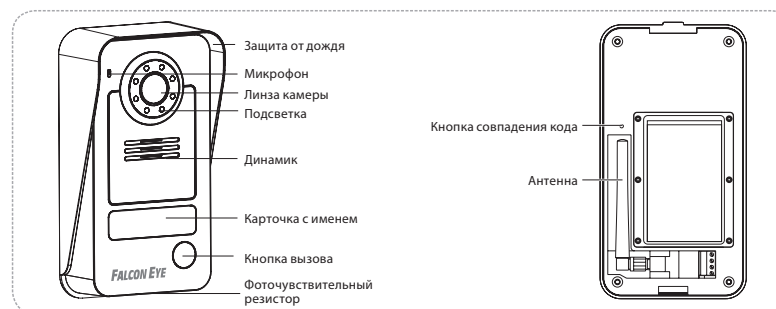 Защита от дождя
Микрофон
Линза камеры
Подсветка
Динамик
Карточка с именем
Кнопка вызова
Фоточувствительный
резистор
FALCON EYE
Кнопка совпадения кода
Антенна